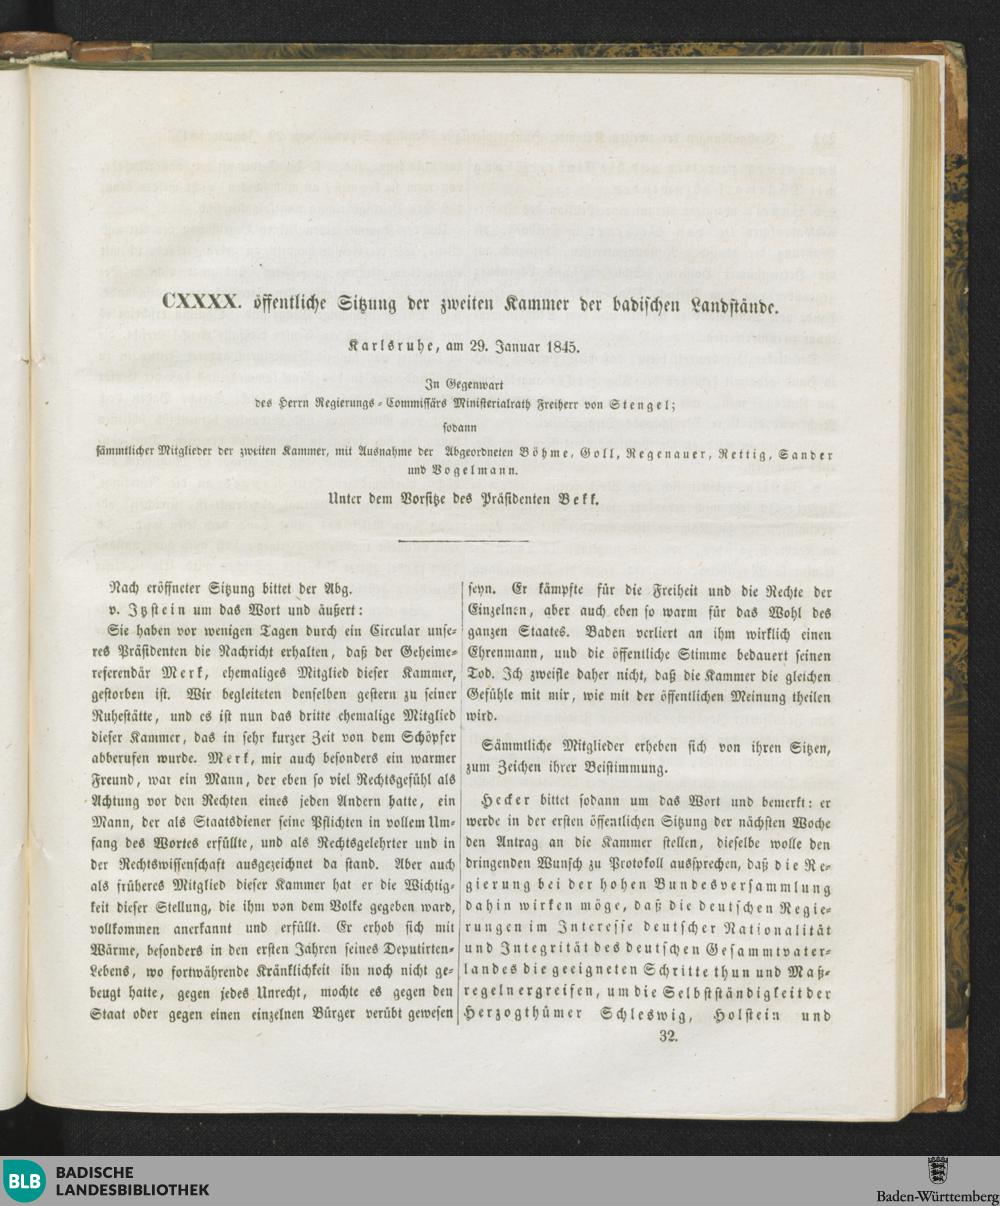 CXXXX. öffentliche Sitzung der zweiten Kammer der badischen Landstände.
Karlsruhe, am 29. Januar 1845.
In Gegenwart
des Herrn Regierungs-Commissärs Ministerialrath Freiherr von Stengel;
sodann
sämmtlicher Mitglieder der zweiten Kammer, mit Ausnahme der Abgeordneten Böhme, Goll, Regenauer, Rettig, Sander
und Vogelmann.
Unter dem Vorsitze des Präsidenten Bekk.
Nach eröffneter Sitzung bittet der Abg.
v. Itzstein um das Wort und äußert:
Sie haben vor wenigen Tagen durch ein Circular unse-
res Präsidenten die Nachricht erhalten, daß der Geheime-
referendär Merk, ehemaliges Mitglied dieser Kammer,
gestorben ist. Wir begleiteten denselben gestern zu seiner
Ruhestätte, und es ist nun das dritte ehemalige Mitglied
dieser Kammer, das in sehr kurzer Zeit von dem Schöpfer
abberufen wurde. Merk, mir auch besonders ein warmer
Freund, war ein Mann, der eben so viel Rechtsgefühl als
Achtung vor den Rechten eines jeden Andern hatte, ein
Mann, der als Staatsdiener seine Pflichten in vollem Um-
fang des Wortes erfüllte, und als Rechtsgelehrter und in
der Rechtswissenschaft ausgezeichnet da stand. Aber auch
als früheres Mitglied dieser Kammer hat er die Wichtig-
keit dieser Stellung, die ihm von dem Volke gegeben ward,
vollkommen anerkannt und erfüllt. Er erhob sich mit
Wärme, besonders in den ersten Jahren seines Deputirten-
Lebens, wo fortwährende Kränklichkeit ihn noch nicht ge-
beugt hatte, gegen jedes Unrecht, mochte es gegen den
Staat oder gegen einen einzelnen Bürger verübt gewesen
seyn. Er kämpfte für die Freiheit und die Rechte der
Einzelnen, aber auch eben so warm für das Wohl des
ganzen Staates. Baden verliert an ihm wirklich einen
Ehrenmann, und die öffentliche Stimme bedauert seinen
Tod. Ich zweifle daher nicht, daß die Kammer die gleichen
Gefühle mit mir, wie mit der öffentlichen Meinung theilen
wird.
Sämmtliche Mitglieder erheben sich von ihren Sitzen,
zum Zeichen ihrer Beistimmung.
Hecker bittet sodann um das Wort und bemerkt: er
werde in der ersten öffentlichen Sitzung der nächsten Woche
den Antrag an die Kammer stellen, dieselbe wolle den
dringenden Wunsch zu Protokoll aussprechen, daß die Re-
gierung bei der hohen Bundesversammlung
dahin wirken möge, daß die deutschen Regie-
rungen im Interesse deutscher Nationalität
und Integrität des deutschen Gesammtvater-
landes die geeigneten Schritte thun und Maß-
regeln ergreifen, um die Selbstständigkeit der
Herzogthümer Schleswig, Holstein und
32.
BLB BADISCHE
LANDESBIBLIOTHEK
Baden-Württemberg